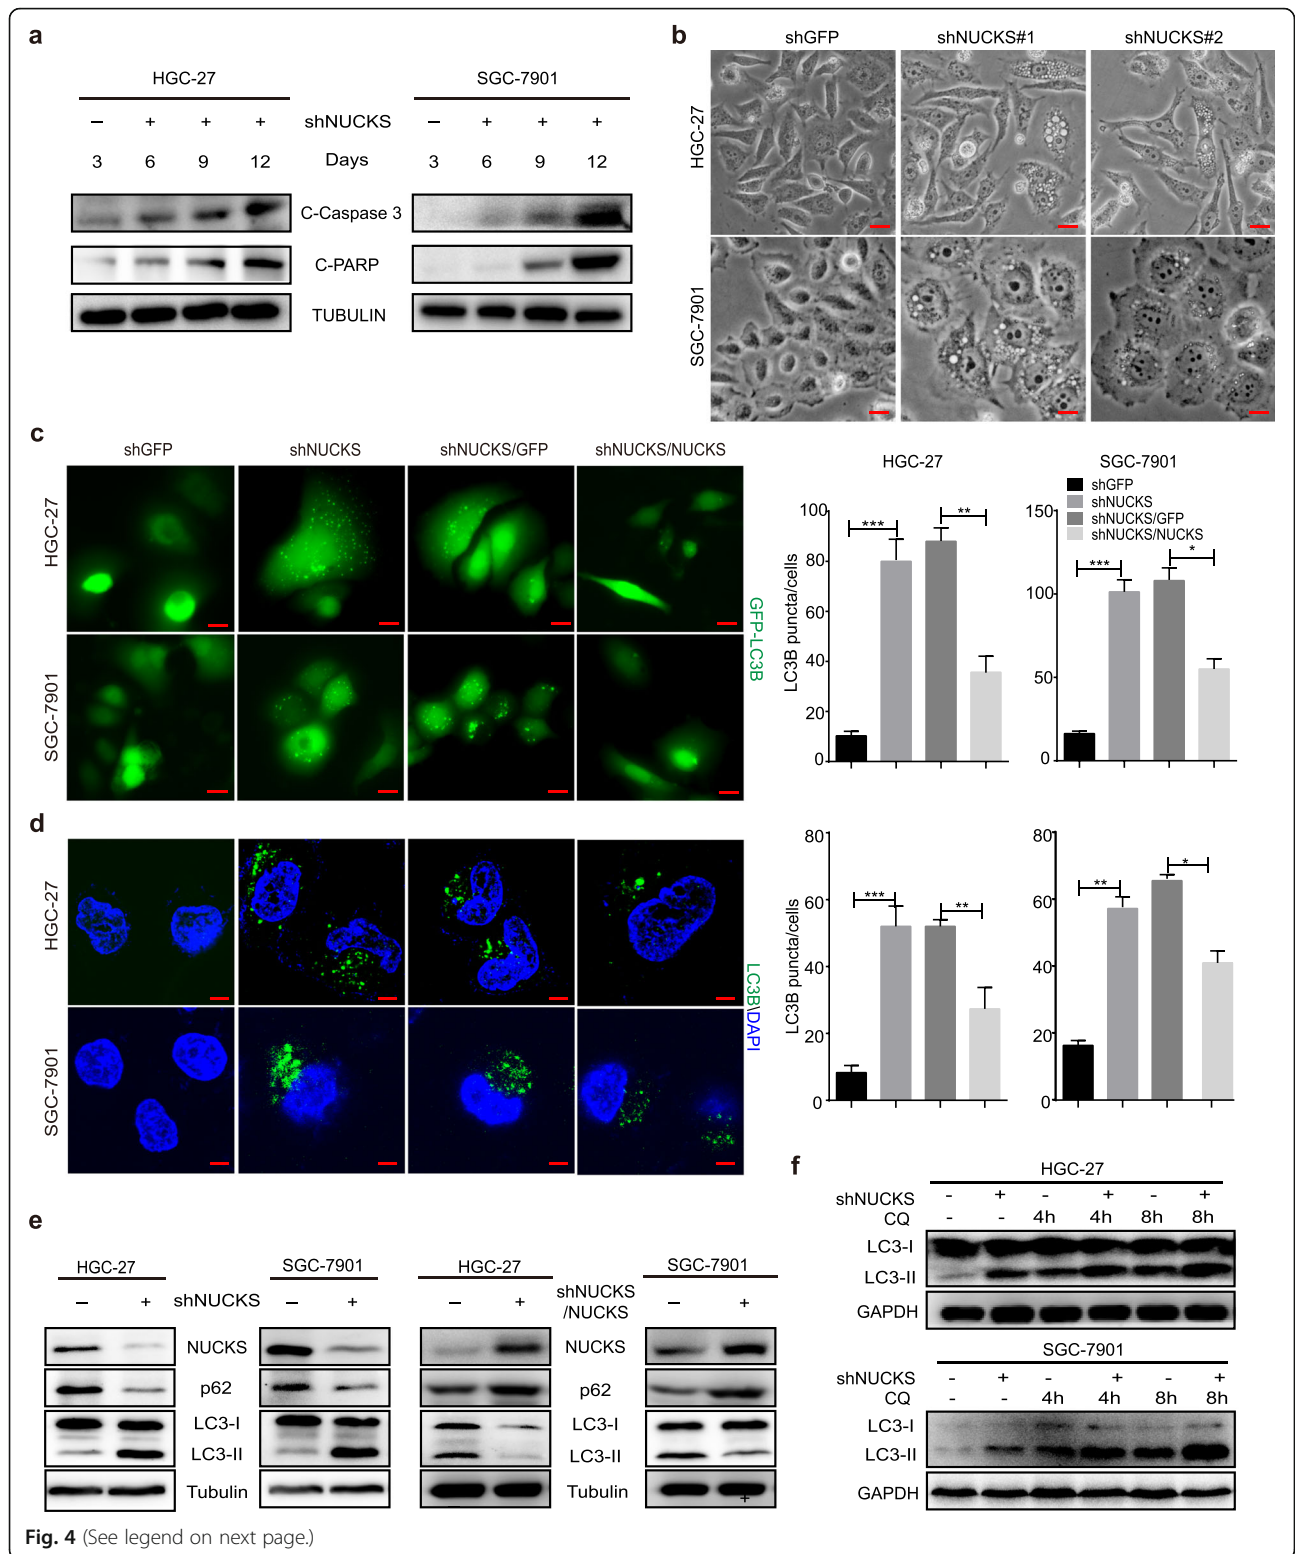 a
HGC-27
SGC-7901
– + + + shNUCKS – + + +
3 6 9 12 Days 3 6 9 12
C-Caspase 3
C-PARP
TUBULIN
b
shGFP shNUCKS#1 shNUCKS#2
HGC-27
SGC-7901
c
shGFP shNUCKS shNUCKS/GFP shNUCKS/NUCKS
HGC-27
SGC-7901
GFP-LC3B
HGC-27
SGC-7901
shGFP
shNUCKS
shNUCKS/GFP
shNUCKS/NUCKS
LC3B puncta/cells
100
80
60
40
20
0
*** **
150
100
50
0
*** *
d
HGC-27
SGC-7901
LC3B\DAPI
LC3B puncta/cells
80
60
40
20
0
*** **
80
60
40
20
0
** *
e
HGC-27 SGC-7901 HGC-27 SGC-7901
– + shNUCKS – + – + shNUCKS – +
/NUCKS
NUCKS NUCKS
p62 p62
LC3-I LC3-I
LC3-II LC3-II
Tubulin Tubulin
+
f
HGC-27
shNUCKS - + - + - +
CQ - - 4h 4h 8h 8h
LC3-I
LC3-II
GAPDH
SGC-7901
shNUCKS - + - + - +
CQ - - 4h 4h 8h 8h
LC3-I
LC3-II
GAPDH
Fig. 4 (See legend on next page.)